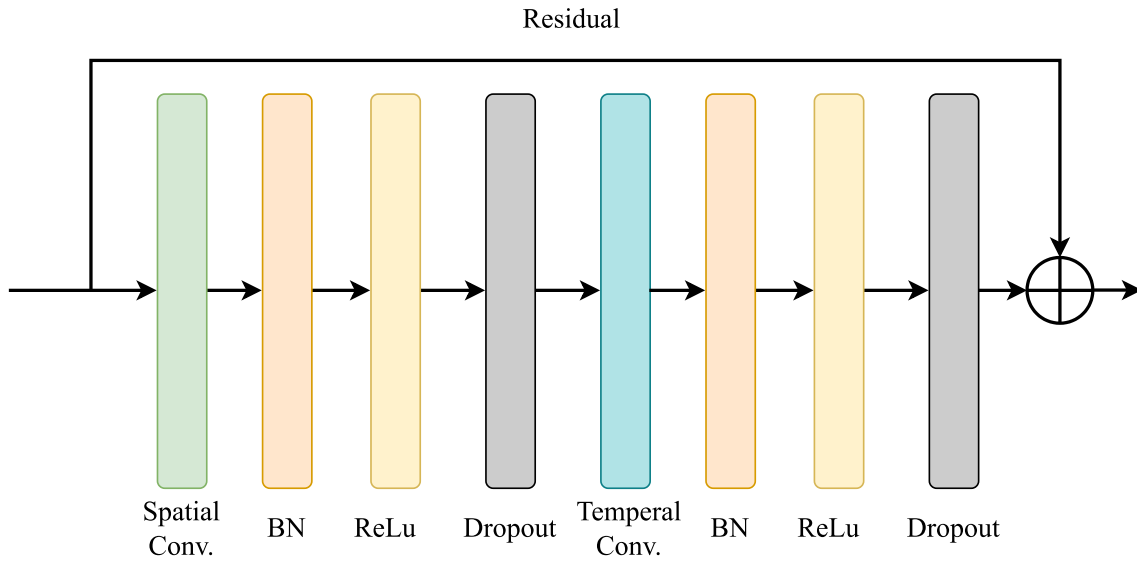 Residual
Spatial
Conv.
BN
ReLu
Dropout
Temperal
Conv.
BN
ReLu
Dropout